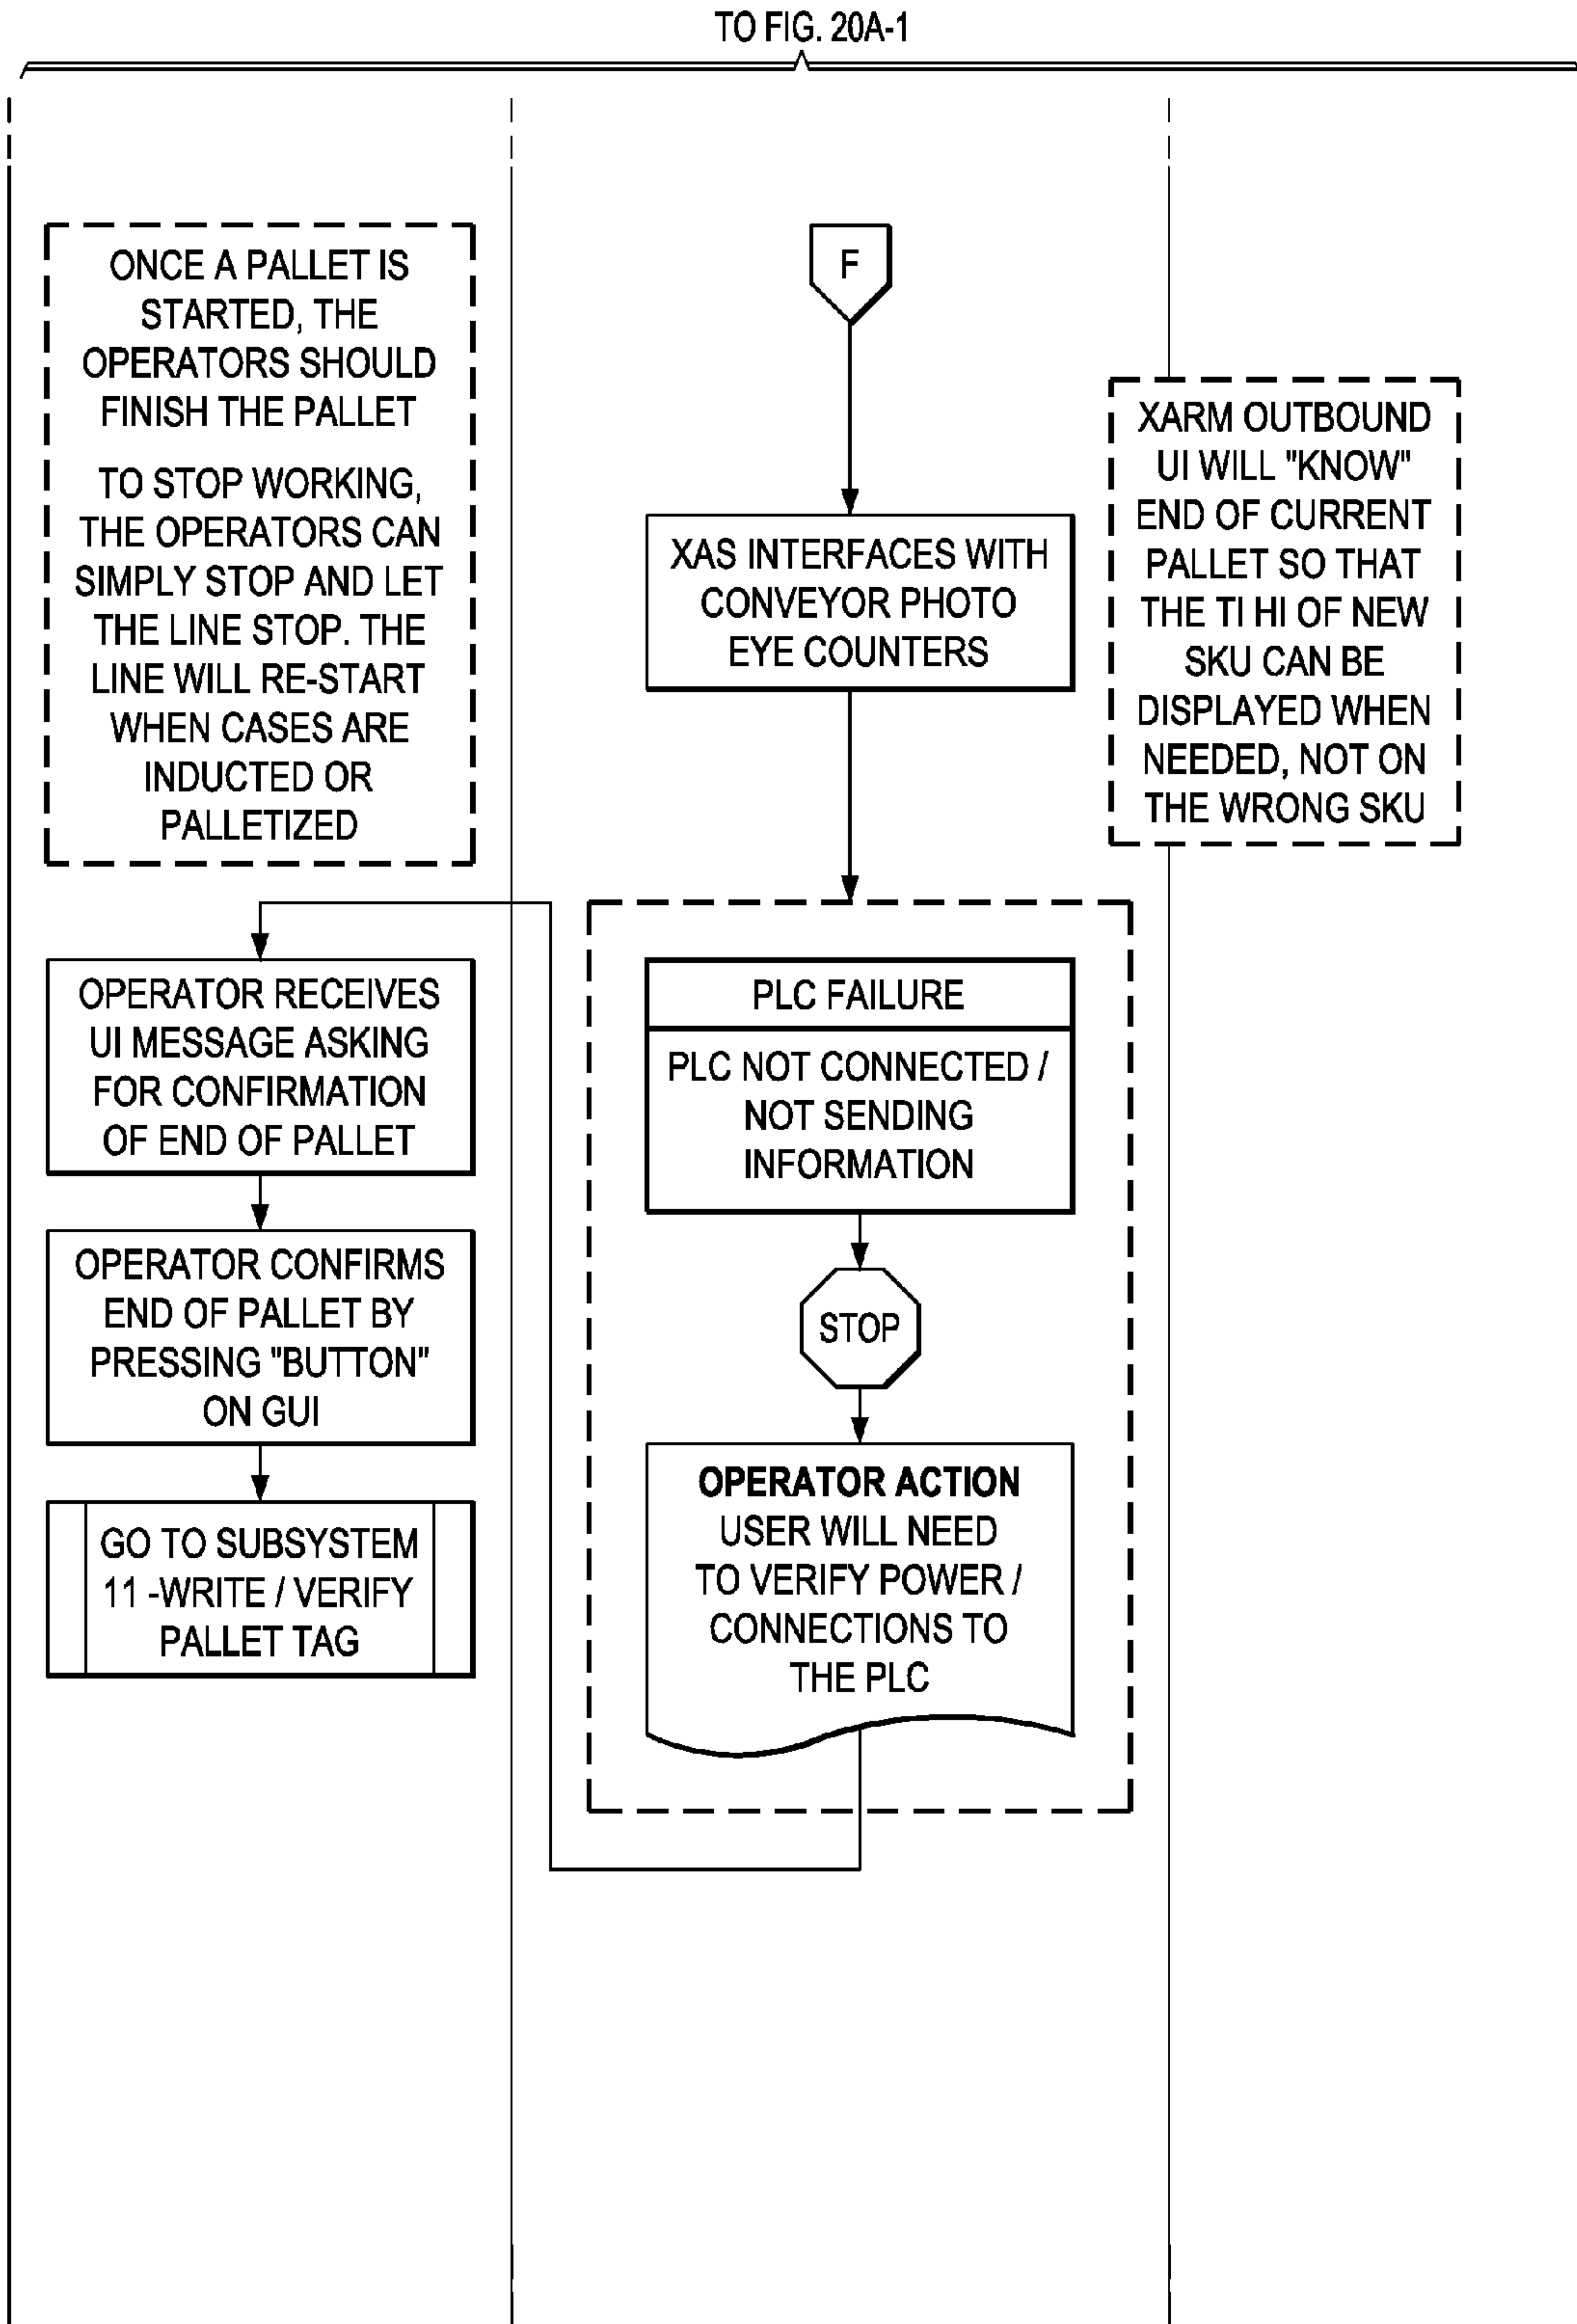 TO FIG. 20A-1
ONCE A PALLET IS
STARTED, THE
OPERATORS SHOULD
FINISH THE PALLET
TO STOP WORKING,
THE OPERATORS CAN
SIMPLY STOP AND LET
THE LINE STOP. THE
LINE WILL RE-START
WHEN CASES ARE
INDUCTED OR
PALLETIZED
OPERATOR RECEIVES
UI MESSAGE ASKING
FOR CONFIRMATION
OF END OF PALLET
OPERATOR CONFIRMS
END OF PALLET BY
PRESSING "BUTTON"
ON GUI
GO TO SUBSYSTEM
11 -WRITE / VERIFY
PALLET TAG
F
XAS INTERFACES WITH
CONVEYOR PHOTO
EYE COUNTERS
PLC FAILURE
PLC NOT CONNECTED /
NOT SENDING
INFORMATION
STOP
OPERATOR ACTION
USER WILL NEED
TO VERIFY POWER /
CONNECTIONS TO
THE PLC
XARM OUTBOUND
UI WILL "KNOW"
END OF CURRENT
PALLET SO THAT
THE TI HI OF NEW
SKU CAN BE
DISPLAYED WHEN
NEEDED, NOT ON
THE WRONG SKU